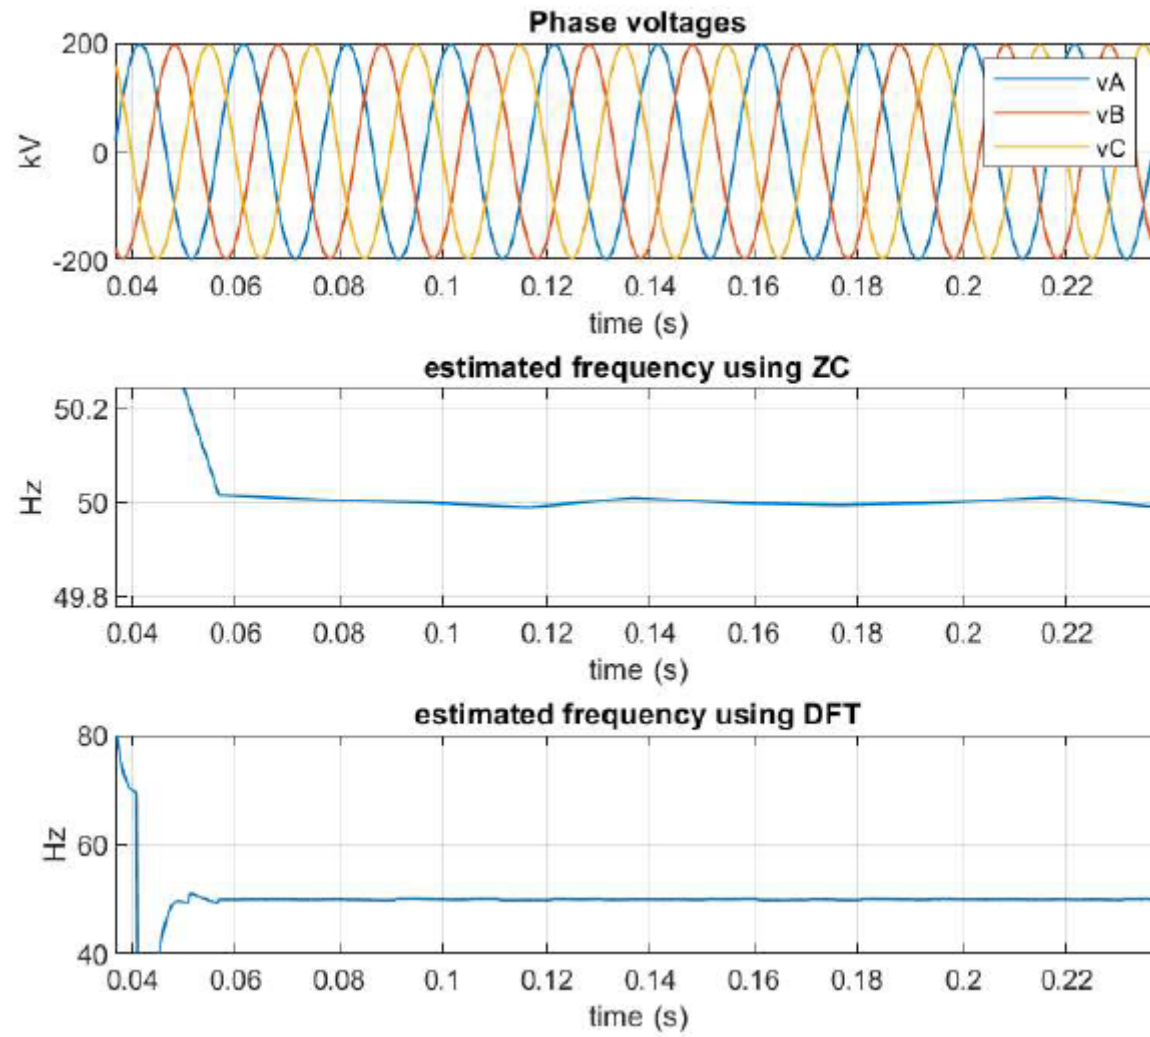 Phase voltages
200
0
-200
kV
vA
vB
vC
0.04 0.06 0.08 0.1 0.12 0.14 0.16 0.18 0.2 0.22
time (s)
estimated frequency using ZC
50.2
50
49.8
Hz
0.04 0.06 0.08 0.1 0.12 0.14 0.16 0.18 0.2 0.22
time (s)
estimated frequency using DFT
80
60
40
Hz
0.04 0.06 0.08 0.1 0.12 0.14 0.16 0.18 0.2 0.22
time (s)